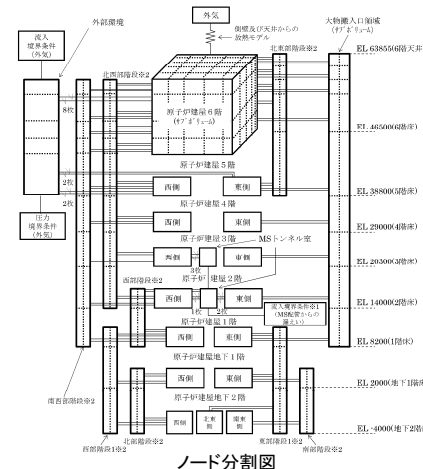 外気
側壁及び天井からの
放熱モデル
外部環境
流入
境界条件
(外気)
大物搬入口領域
(ｻﾌﾞﾎﾞﾘｭｰﾑ)
北東部階段※2
北西部階段※2
EL 63855(6階天井
原子炉建屋6階
(ｻﾌﾞﾎﾞﾘｭｰﾑ)
8枚
EL 46500(6階床)
原子炉建屋5階
2枚
2枚
西側
東側
EL 38800(5階床)
原子炉建屋4階
圧力
境界条件
(外気)
西側
東側
EL 29000(4階床)
原子炉建屋3階
MSトンネル室
西側
東側
EL 20300(3階床)
3枚
原子炉建屋2階
西部階段※2
西側
東側
EL 14000(2階床)
1枚
2枚
流入境界条件※1
(MS配管からの
漏えい)
原子炉建屋1階
西側
東側
EL 8200(1階床)
原子炉建屋地下1階
西側
東側
EL 2000(地下1階床
原子炉建屋地下2階
南西部階段※2
西側
北東
側
南東
側
EL -4000(地下2階
西部階段1※2
北部階段※2
東部階段1※2
南部階段※2
ノード分割図